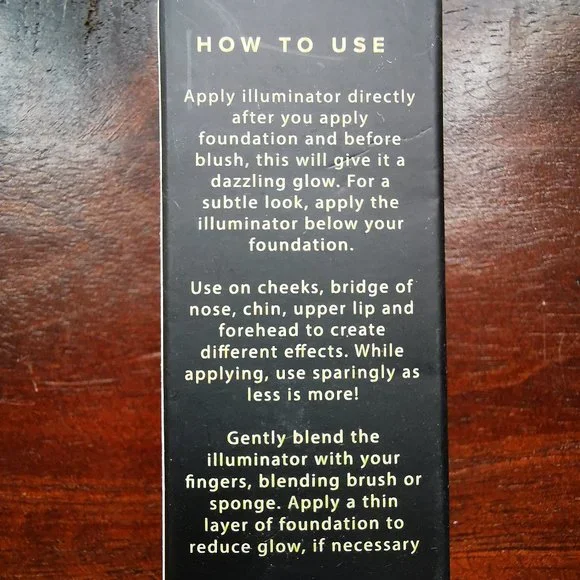 HOW TO USE
Apply illuminator directly
after you apply
foundation and before
blush, this will give it a
dazzling glow. For a
subtle look, apply the
illuminator below your
foundation.
Use on cheeks, bridge of
nose, chin, upper lip and
forehead to create
different effects. While
applying, use sparingly as
less is more!
Gently blend the
illuminator with your
fingers, blending brush or
sponge. Apply a thin
layer of foundation to
reduce glow, if necessary